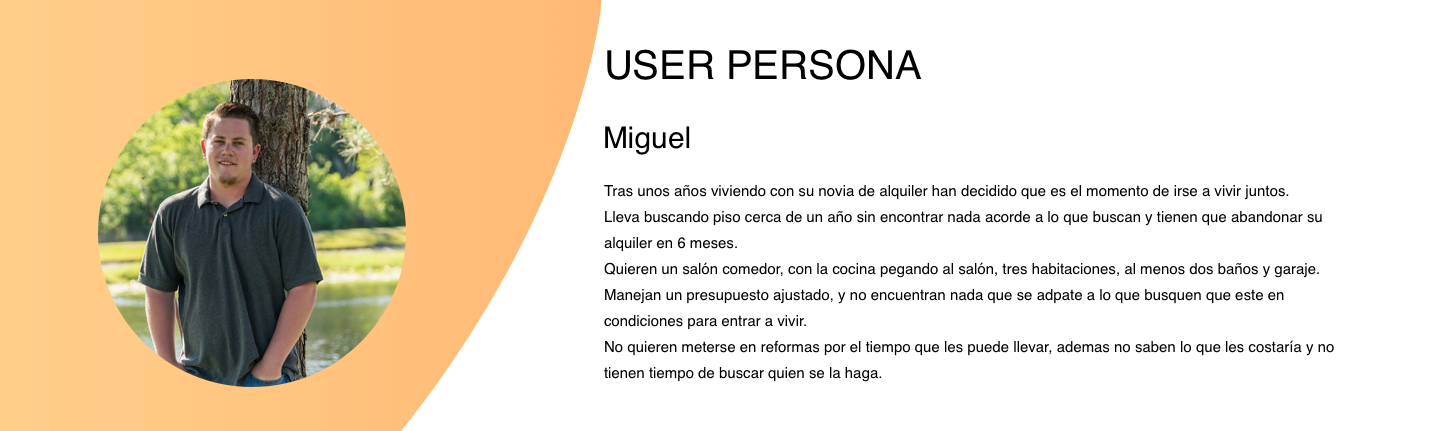 USER PERSONA
Miguel
Tras unos años viviendo con su novia de alquiler han decidido que es el momento de irse a vivir juntos.
Lleva buscando piso cerca de un año sin encontrar nada acorde a lo que buscan y tienen que abandonar su
alquiler en 6 meses.
Quieren un salón comedor, con la cocina pegando al salón, tres habitaciones, al menos dos baños y garaje.
Manejan un presupuesto ajustado, y no encuentran nada que se adpate a lo que busquen que este en
condiciones para entrar a vivir.
No quieren meterse en reformas por el tiempo que les puede llevar, ademas no saben lo que les costaría y no
tienen tiempo de buscar quien se la haga.